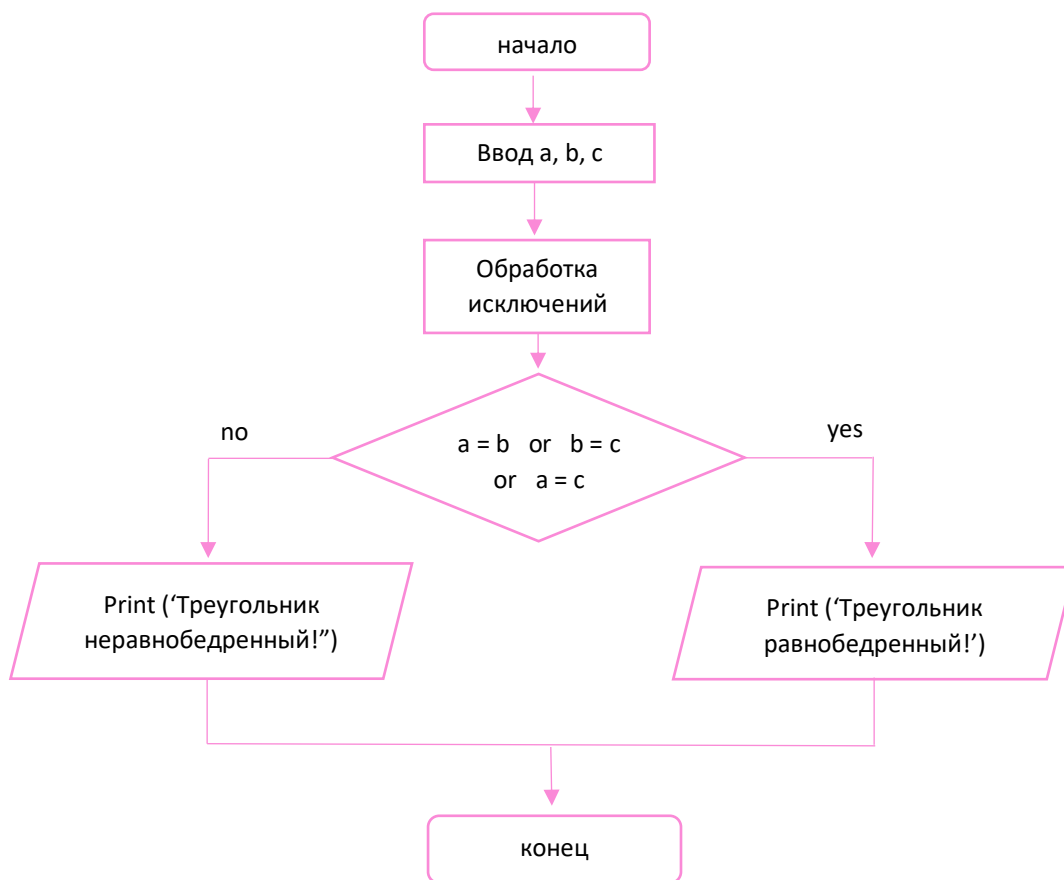 начало
Ввод a, b, c
Обработка
исключений
no
yes
a = b or b = c
or a = c
Print (‘Треугольник
неравнобедренный!”)
Print (‘Треугольник
равнобедренный!’)
конец